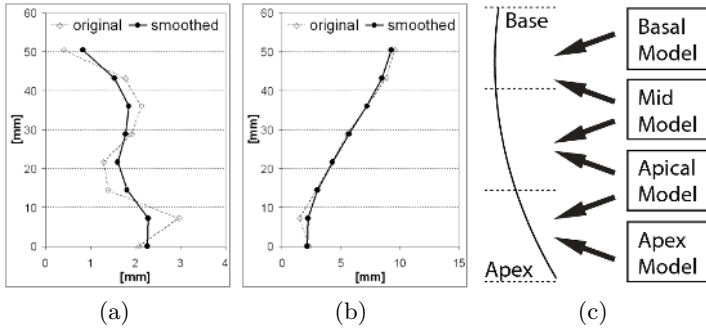 original smoothed
60
50
40
30
20
10
0
[mm]
0 1 2 3 4
[mm]
(a)
original smoothed
60
50
40
30
20
10
0
[mm]
0 5 10 15
[mm]
(b)
Base
Apex
Basal
Model
Mid
Model
Apical
Model
Apex
Model
(c)